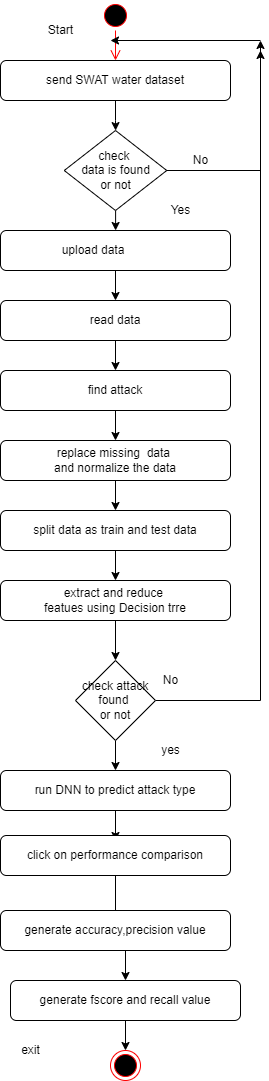 Start
send SWAT water dataset
check
data is found
or not
No
Yes
upload data
read data
find attack
replace missing data
and normalize the data
split data as train and test data
extract and reduce
featues using Decision trre
check attack
found
or not
No
yes
run DNN to predict attack type
click on performance comparison
generate accuracy,precision value
generate fscore and recall value
exit